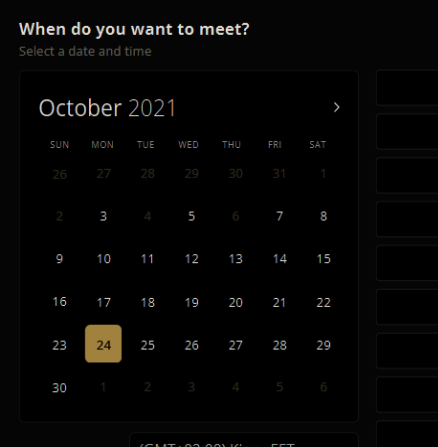 When do you want to meet?
Select a date and time
October 2021
SUN MON TUE WED THU FRI SAT
26 27 28 29 30 31 1
2 3 4 5 6 7 8
9 10 11 12 13 14 15
16 17 18 19 20 21 22
23 24 25 26 27 28 29
30 1 2 3 4 5 6